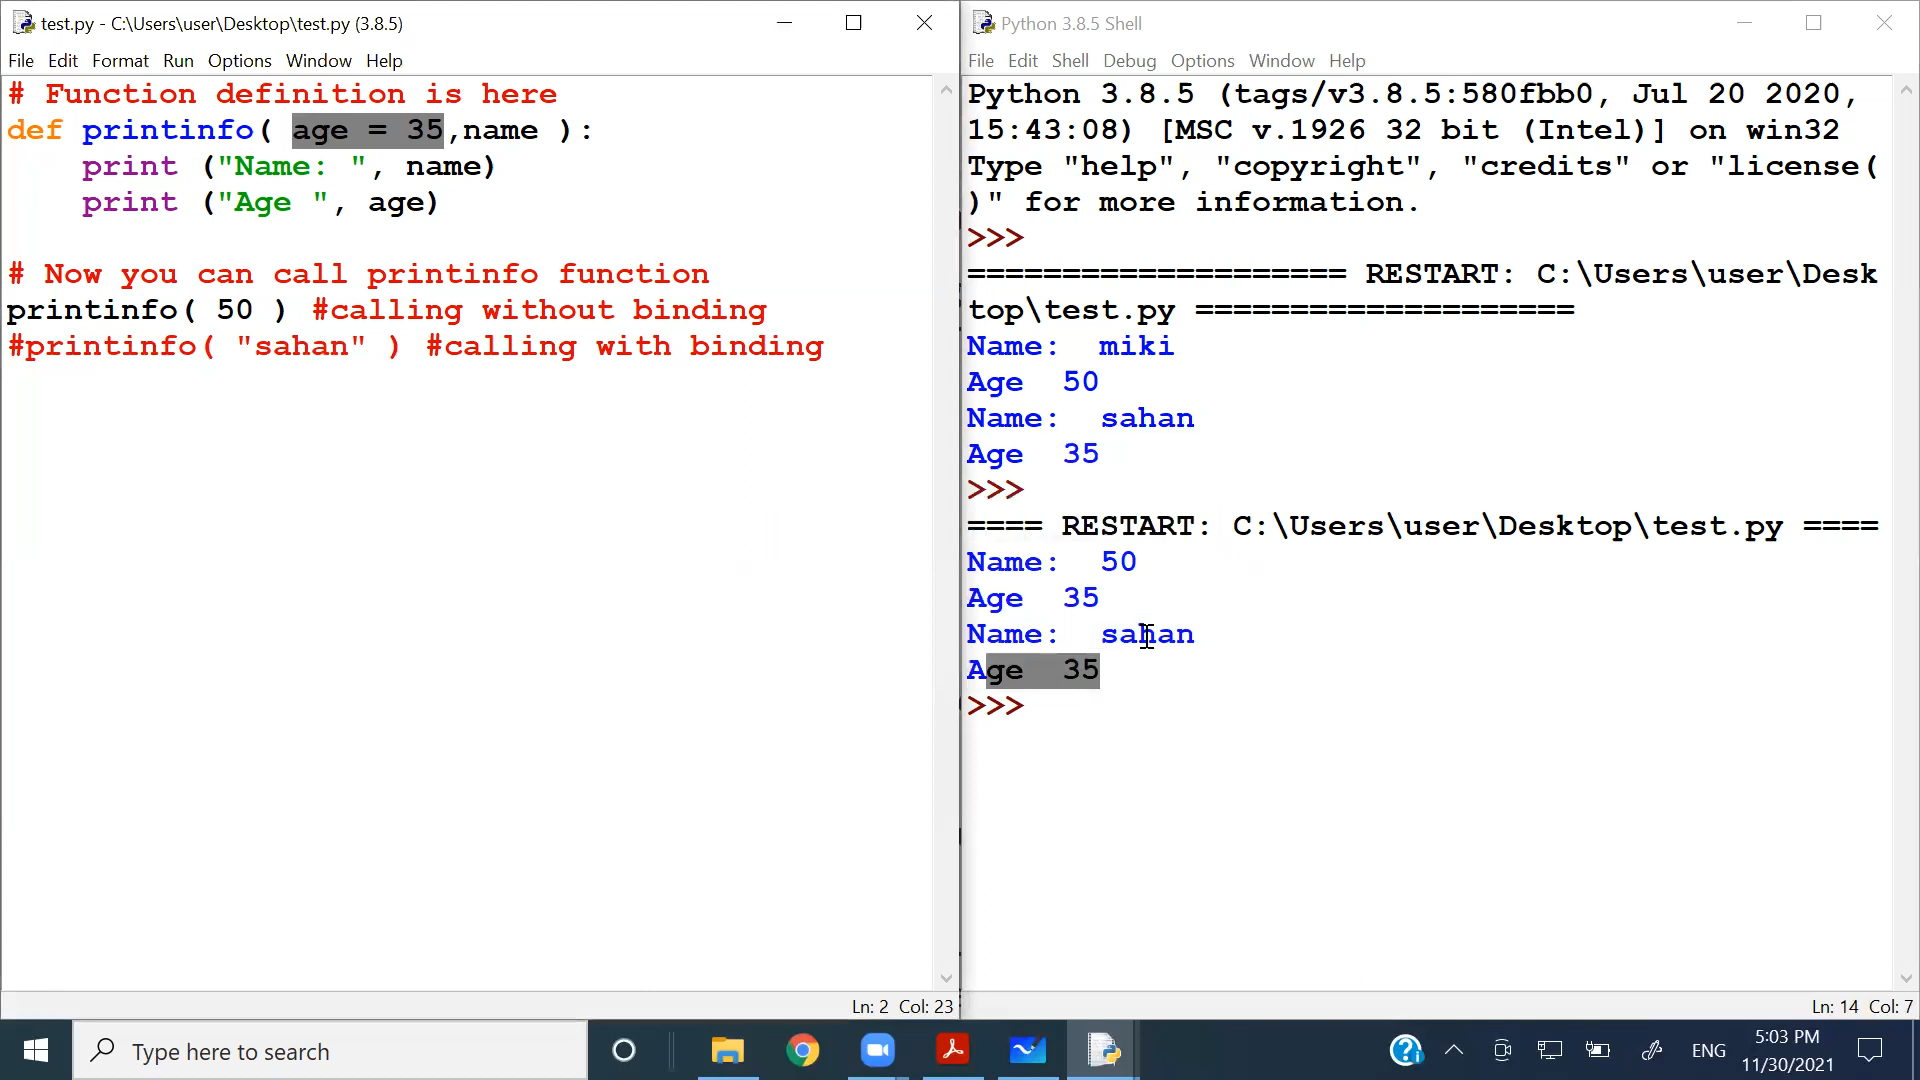 test.py - C:\Users\user\Desktop\test.py (3.8.5)
File Edit Format Run Options Window Help
# Function definition is here
def printinfo( age = 35,name ):
    print ("Name: ", name)
    print ("Age ", age)
# Now you can call printinfo function
printinfo( 50 ) #calling without binding
#printinfo( "sahan" ) #calling with binding
Ln: 2 Col: 23
Python 3.8.5 Shell
File Edit Shell Debug Options Window Help
Python 3.8.5 (tags/v3.8.5:580fbb0, Jul 20 2020,
15:43:08) [MSC v.1926 32 bit (Intel)] on win32
Type "help", "copyright", "credits" or "license(
)" for more information.
>>>
==================== RESTART: C:\Users\user\Desk
top\test.py ====================
Name:  miki
Age  50
Name:  sahan
Age  35
>>>
==== RESTART: C:\Users\user\Desktop\test.py ====
Name:  50
Age  35
Name:  sahan
Age  35
>>>
Ln: 14 Col: 7
Type here to search
ENG
5:03 PM
11/30/2021